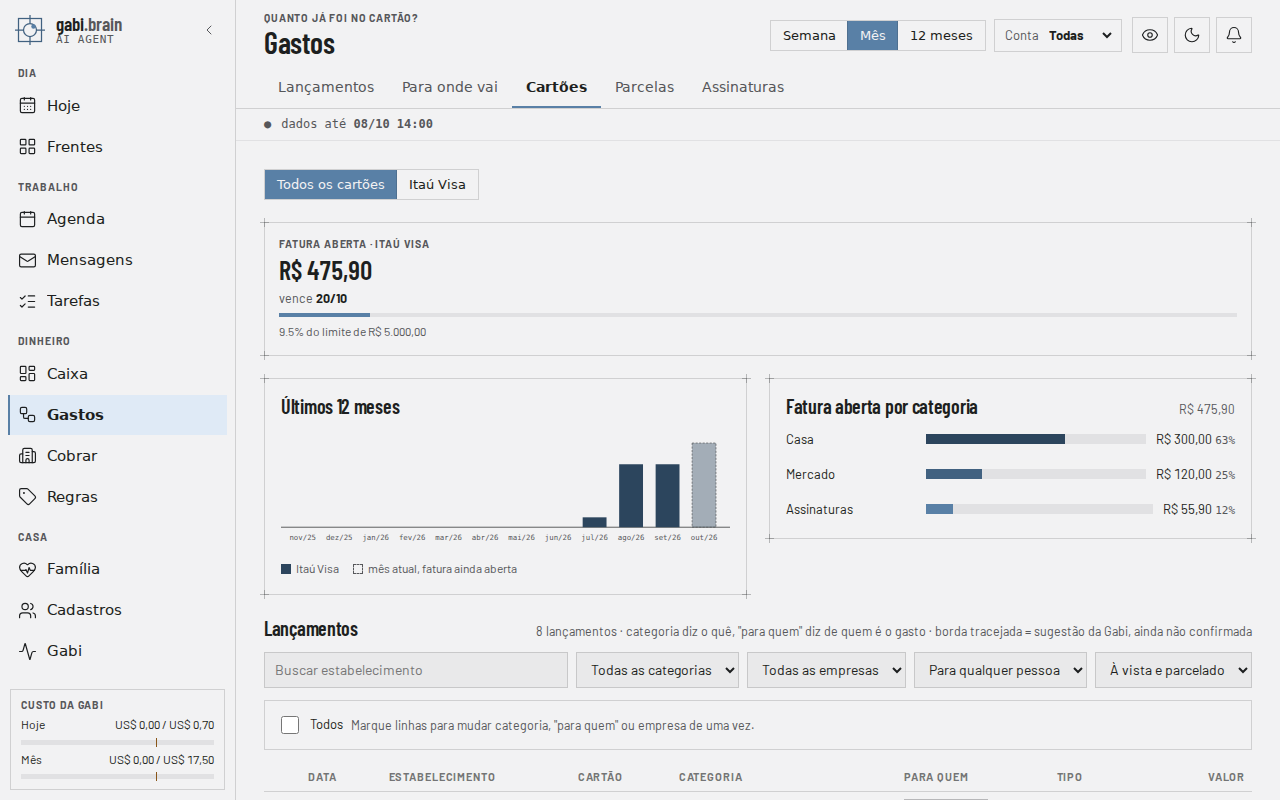 gabi.brain
AI AGENT
DIA
Hoje
Frentes
TRABALHO
Agenda
Mensagens
Tarefas
DINHEIRO
Caixa
Gastos
Cobrar
Regras
CASA
Família
Cadastros
Gabi
CUSTO DA GABI
Hoje US$ 0,00 / US$ 0,70
Mês US$ 0,00 / US$ 17,50
QUANTO JÁ FOI NO CARTÃO?
Gastos
Semana Mês 12 meses Conta Todas
Lançamentos Para onde vai Cartões Parcelas Assinaturas
● dados até 08/10 14:00
Todos os cartões Itaú Visa
FATURA ABERTA · ITAÚ VISA
R$ 475,90
vence 20/10
9.5% do limite de R$ 5.000,00
Últimos 12 meses
nov/25 dez/25 jan/26 fev/26 mar/26 abr/26 mai/26 jun/26 jul/26 ago/26 set/26 out/26
Itaú Visa mês atual, fatura ainda aberta
Fatura aberta por categoria R$ 475,90
Casa R$ 300,00 63%
Mercado R$ 120,00 25%
Assinaturas R$ 55,90 12%
Lançamentos 8 lançamentos · categoria diz o quê, "para quem" diz de quem é o gasto · borda tracejada = sugestão da Gabi, ainda não confirmada
Buscar estabelecimento Todas as categorias Todas as empresas Para qualquer pessoa À vista e parcelado
Todos Marque linhas para mudar categoria, "para quem" ou empresa de uma vez.
DATA ESTABELECIMENTO CARTÃO CATEGORIA PARA QUEM TIPO VALOR